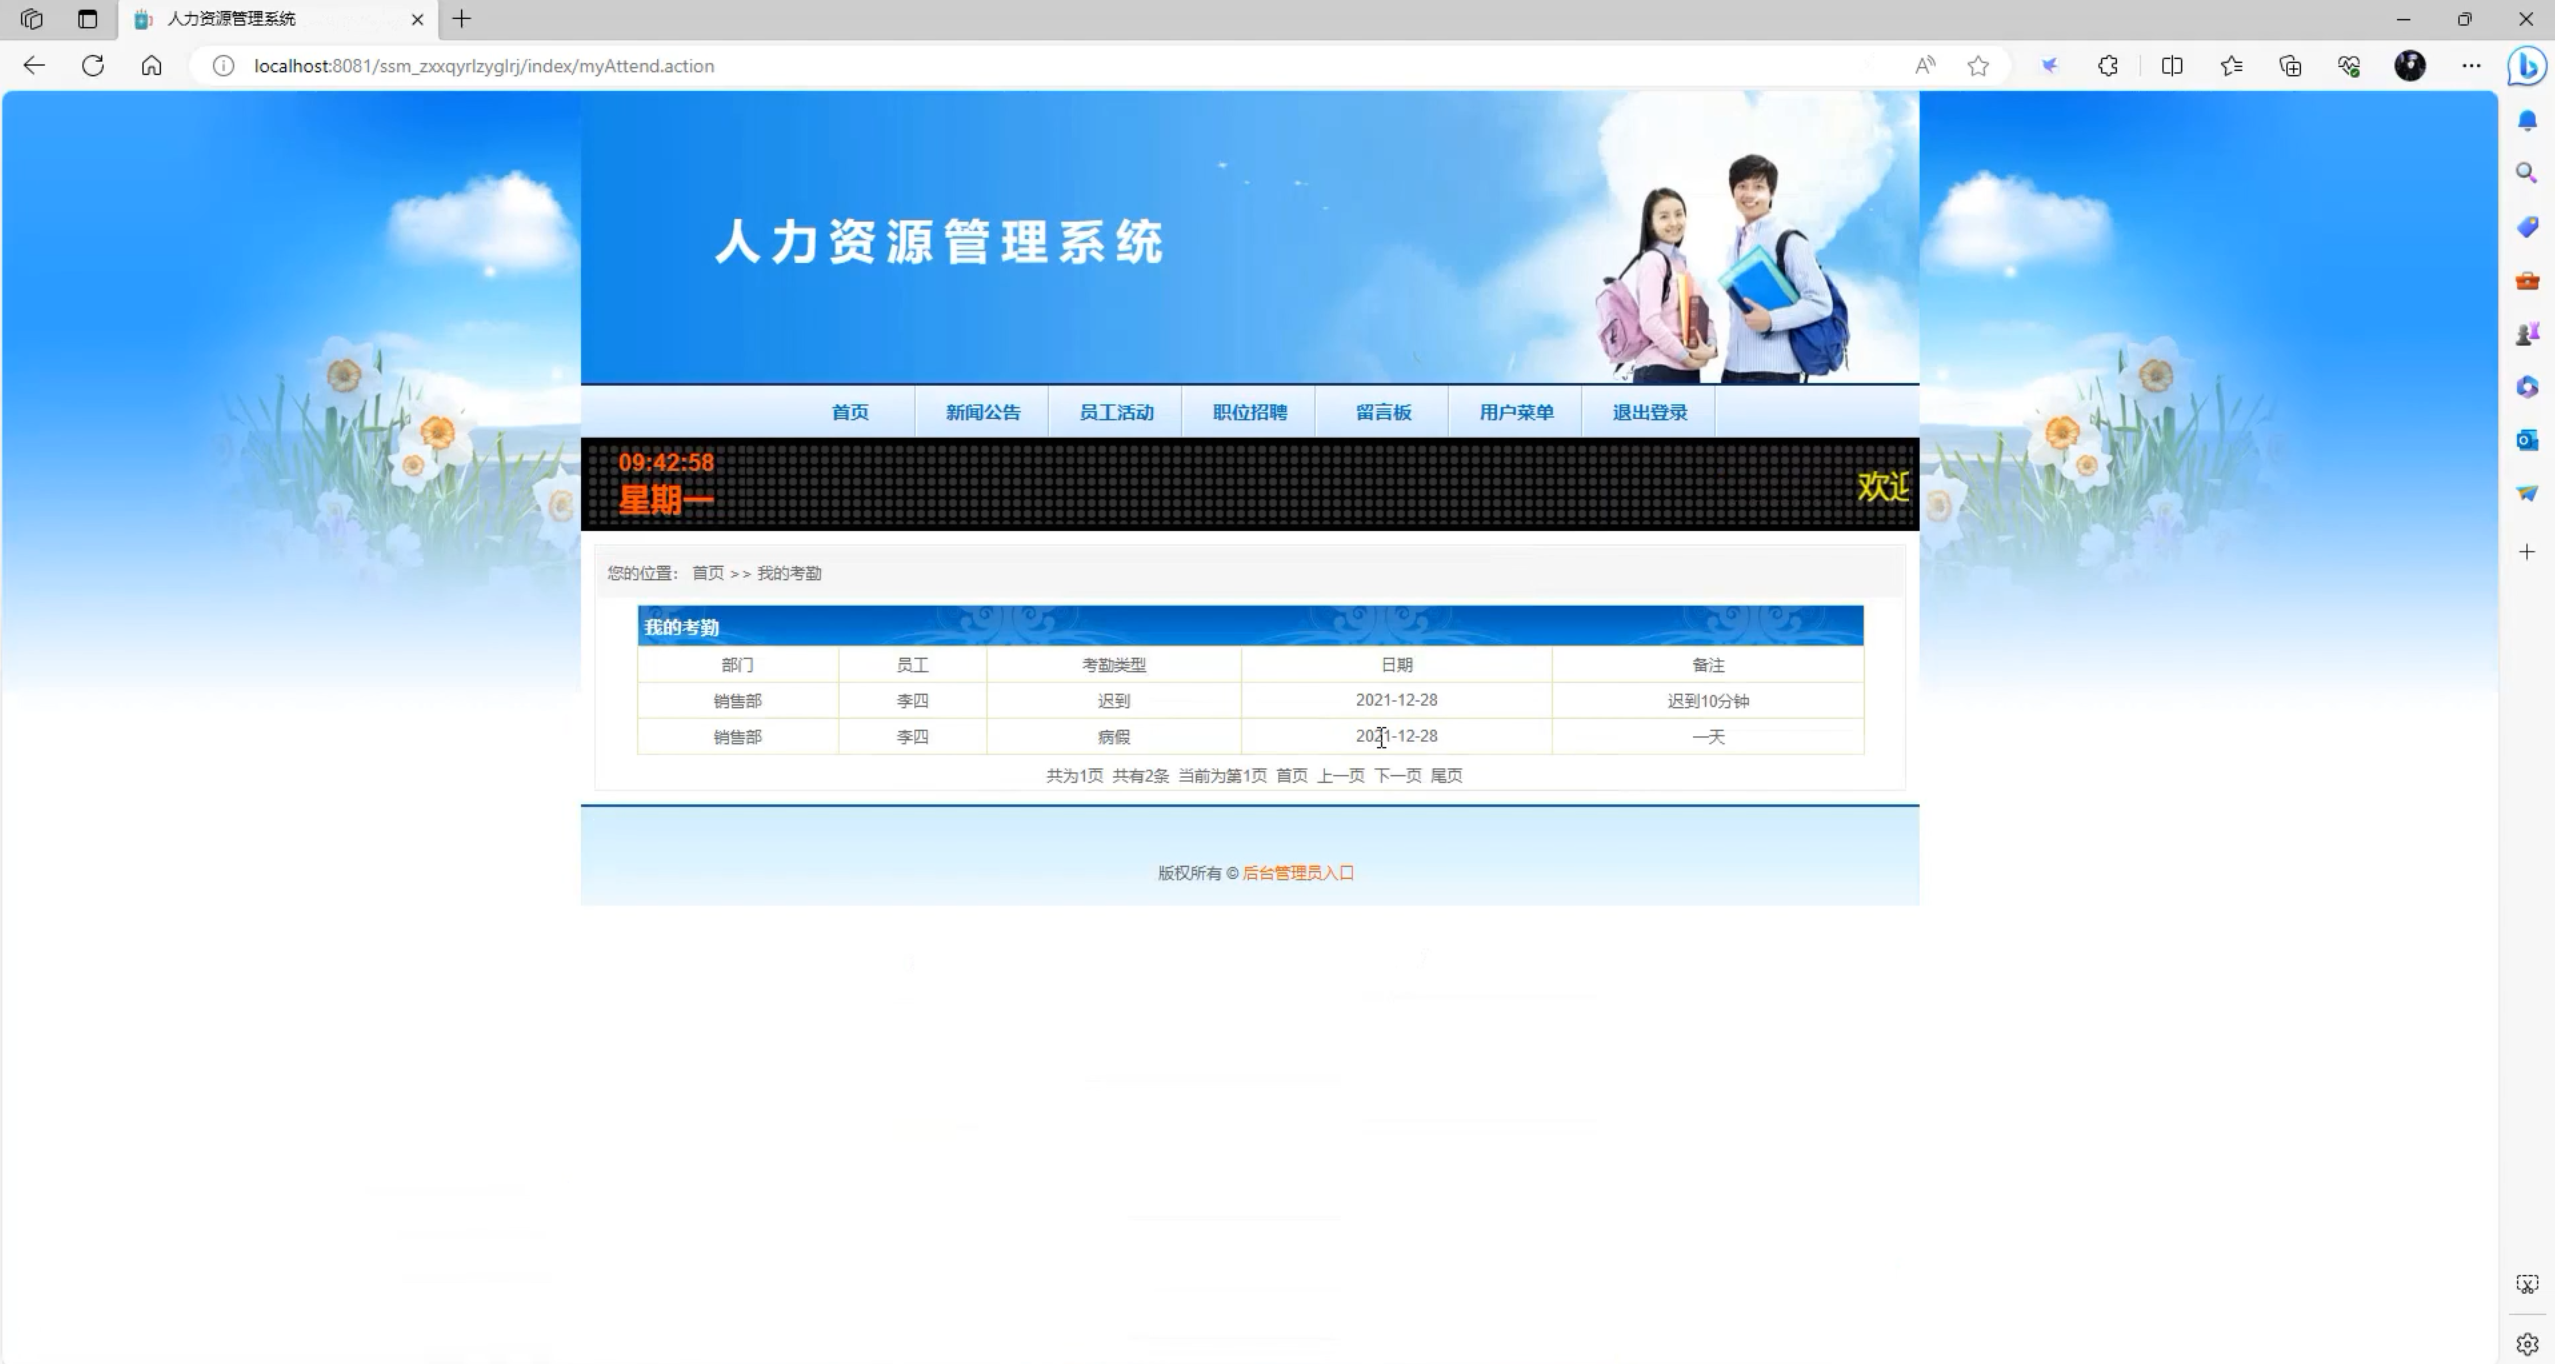 人力资源管理系统
localhost:8081/ssm_zxxqyrlzyglrj/index/myAttend.action
人力资源管理系统
首页 新闻公告 员工活动 职位招聘 留言板 用户菜单 退出登录
09:42:58
星期一
欢迎
您的位置： 首页 >> 我的考勤
我的考勤
部门 员工 考勤类型 日期 备注
销售部 李四 迟到 2021-12-28 迟到10分钟
销售部 李四 病假 2021-12-28 一天
共为1页 共有2条 当前为第1页 首页 上一页 下一页 尾页
版权所有 © 后台管理员入口